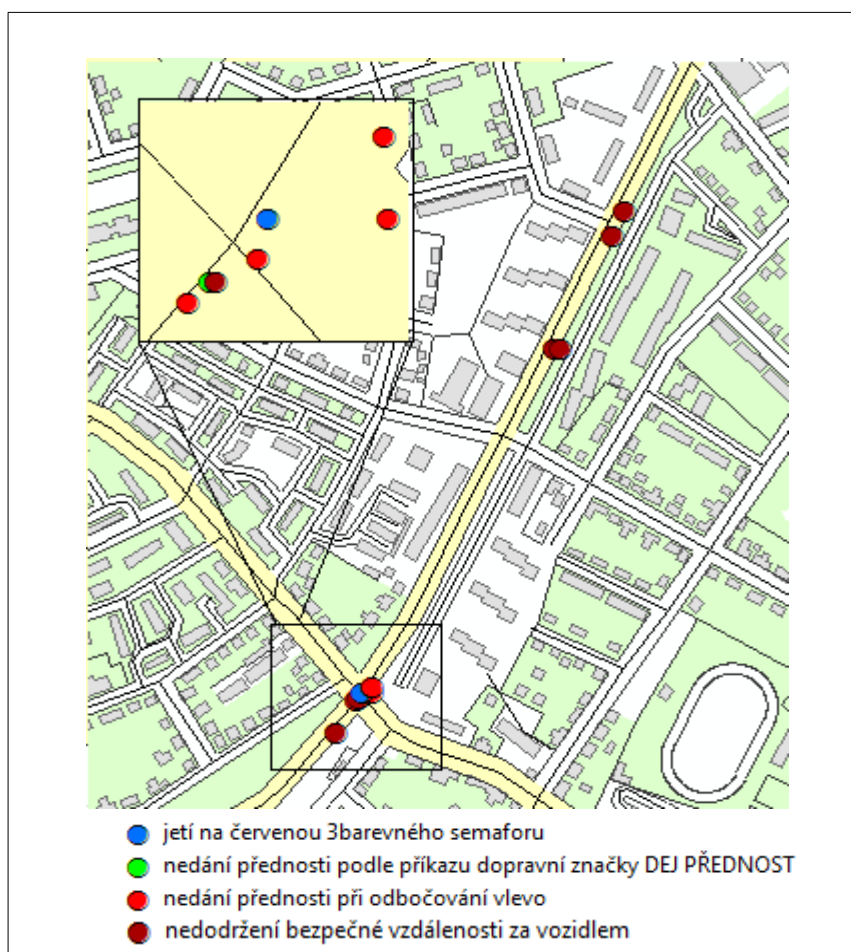 jetí na červenou 3barevného semaforu
nedání přednosti podle příkazu dopravní značky DEJ PŘEDNOST
nedání přednosti při odbočování vlevo
nedodržení bezpečné vzdálenosti za vozidlem